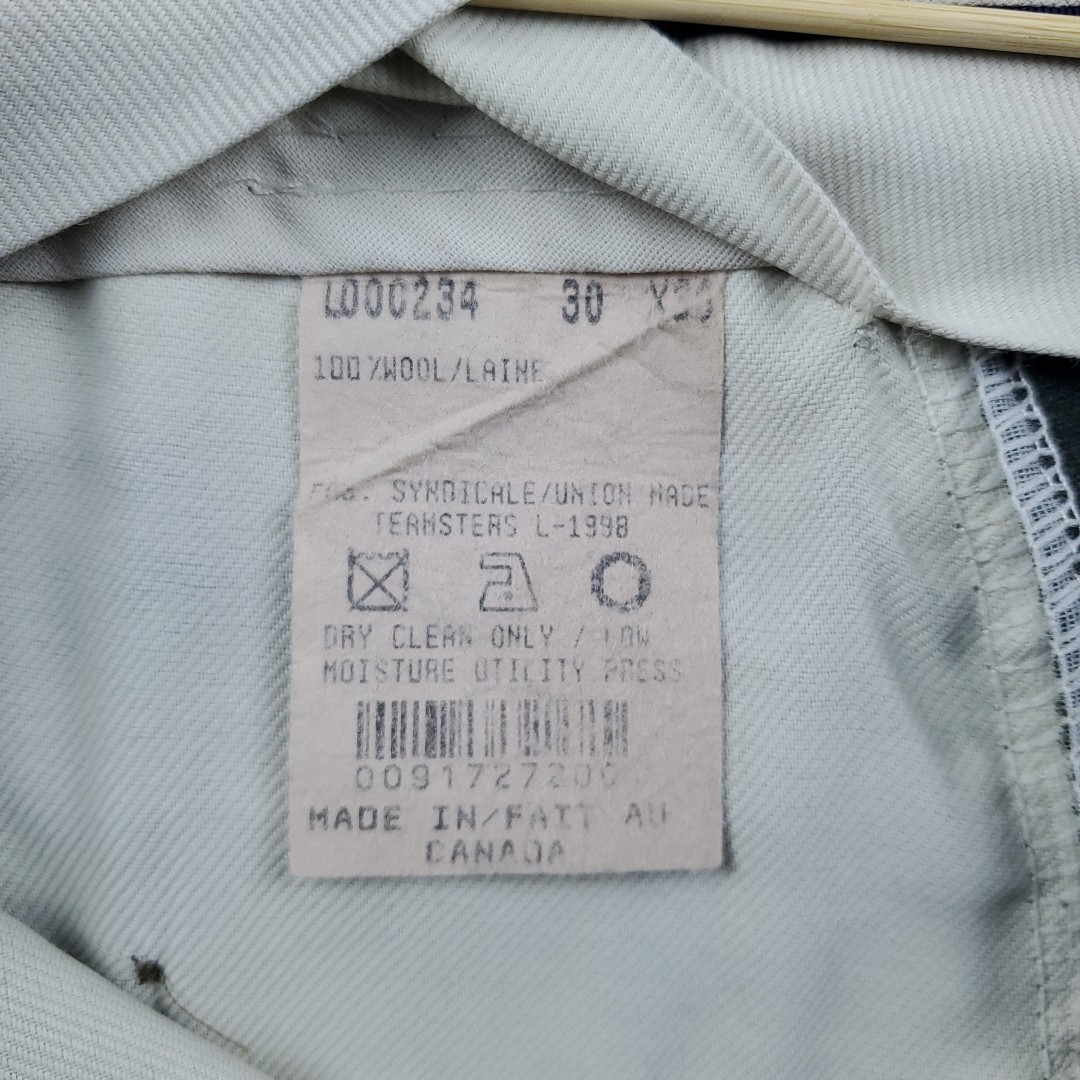 LD00234 30
100%WOOL/LAINE
SYNDICALE/UNION MADE
TEAMSTERS L-1998
DRY CLEAN ONLY / LOW
MOISTURE UTILITY PRESS
MADE IN/FAIT AU
CANADA